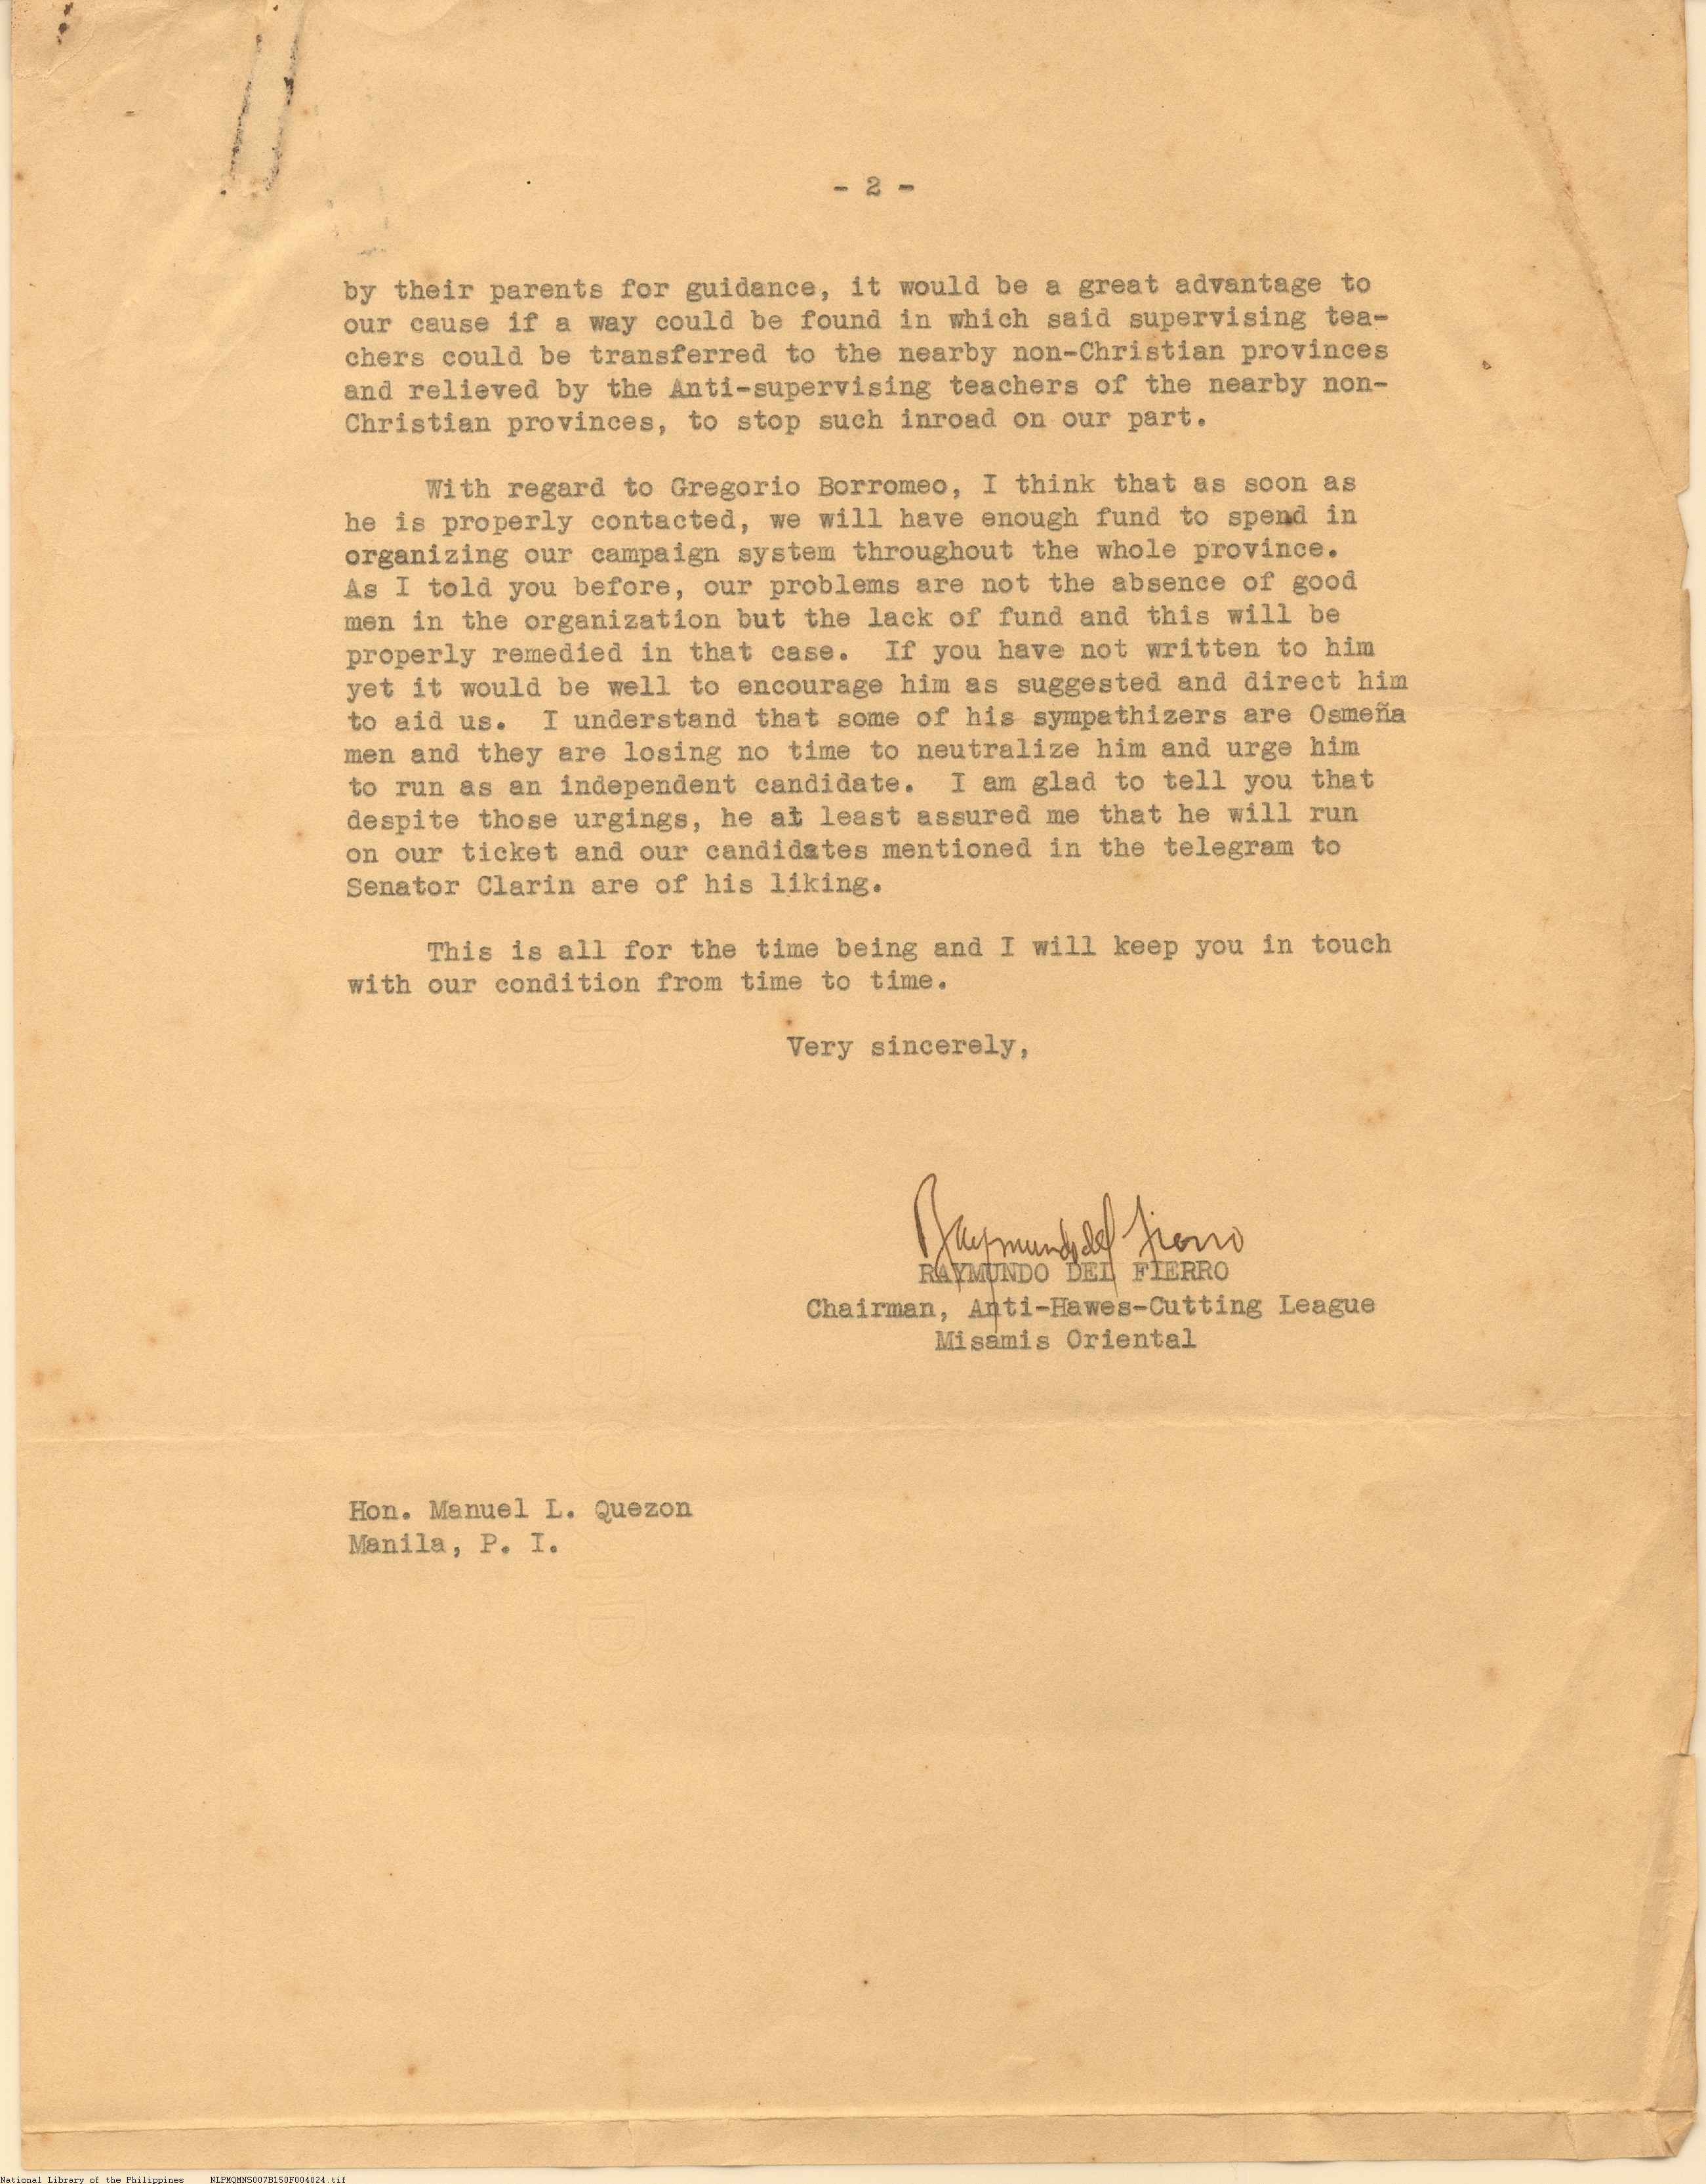 - 2 -
by their parents for guidance, it would be a great advantage to
our cause if a way could be found in which said supervising tea-
chers could be transferred to the nearby non-Christian provinces
and relieved by the Anti-supervising teachers of the nearby non-
Christian provinces, to stop such inroad on our part.
With regard to Gregorio Borromeo, I think that as soon as
he is properly contacted, we will have enough fund to spend in
organizing our campaign system throughout the whole province.
As I told you before, our problems are not the absence of good
men in the organization but the lack of fund and this will be
properly remedied in that case. If you have not written to him
yet it would be well to encourage him as suggested and direct him
to aid us. I understand that some of his sympathizers are Osmeña
men and they are losing no time to neutralize him and urge him
to run as an independent candidate. I am glad to tell you that
despite those urgings, he at least assured me that he will run
on our ticket and our candidates mentioned in the telegram to
Senator Clarin are of his liking.
This is all for the time being and I will keep you in touch
with our condition from time to time.
Very sincerely,
Raymundo del Fierro
RAYMUNDO DEL FIERRO
Chairman, Anti-Hawes-Cutting League
Misamis Oriental
Hon. Manuel L. Quezon
Manila, P. I.
National Library of the Philippines NLPMQMNS007B150F004024.tif